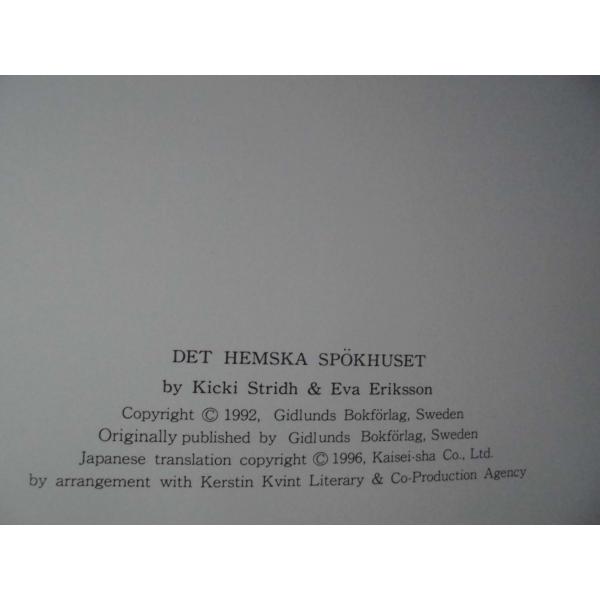 DET HEMSKA SPÖKHUSET
by Kicki Stridh & Eva Eriksson
Copyright © 1992, Gidlunds Bokförlag, Sweden
Originally published by Gidlunds Bokförlag, Sweden
Japanese translation copyright © 1996, Kaisei-sha Co., Ltd.
by arrangement with Kerstin Kvint Literary & Co-Production Agency